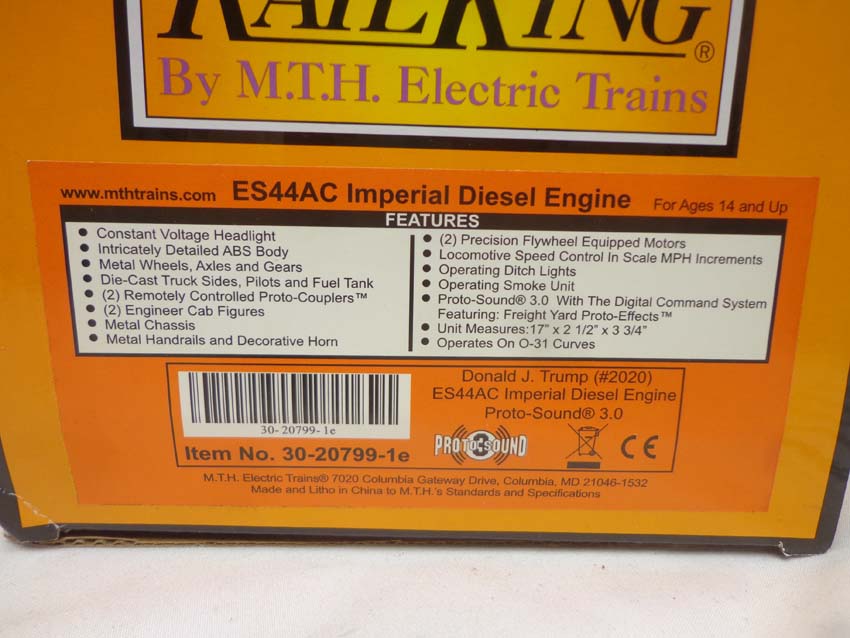 RAILKING ®
By M.T.H. Electric Trains
www.mthtrains.com ES44AC Imperial Diesel Engine For Ages 14 and Up
FEATURES
• Constant Voltage Headlight
• Intricately Detailed ABS Body
• Metal Wheels, Axles and Gears
• Die-Cast Truck Sides, Pilots and Fuel Tank
• (2) Remotely Controlled Proto-Couplers™
• (2) Engineer Cab Figures
• Metal Chassis
• Metal Handrails and Decorative Horn
• (2) Precision Flywheel Equipped Motors
• Locomotive Speed Control In Scale MPH Increments
• Operating Ditch Lights
• Operating Smoke Unit
• Proto-Sound® 3.0 With The Digital Command System
Featuring: Freight Yard Proto-Effects™
• Unit Measures:17" x 2 1/2" x 3 3/4"
• Operates On O-31 Curves
30-20799-1e
Item No. 30-20799-1e
Donald J. Trump (#2020)
ES44AC Imperial Diesel Engine
Proto-Sound® 3.0
PROTO-SOUND 3
CE
M.T.H. Electric Trains® 7020 Columbia Gateway Drive, Columbia, MD 21046-1532
Made and Litho in China to M.T.H.'s Standards and Specifications